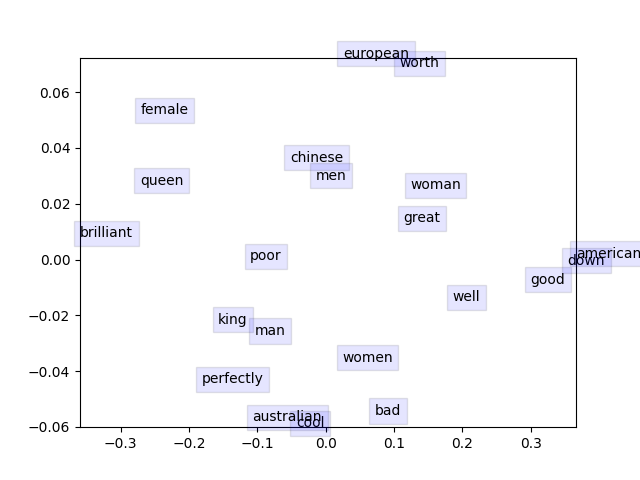 european
worth
0.06
female
0.04
chinese
men
queen
woman
great
brilliant
0.02
american
down
0.00
poor
good
well
−0.02
king
man
women
−0.04
perfectly
bad
australian
cool
−0.06
−0.3 −0.2 −0.1 0.0 0.1 0.2 0.3